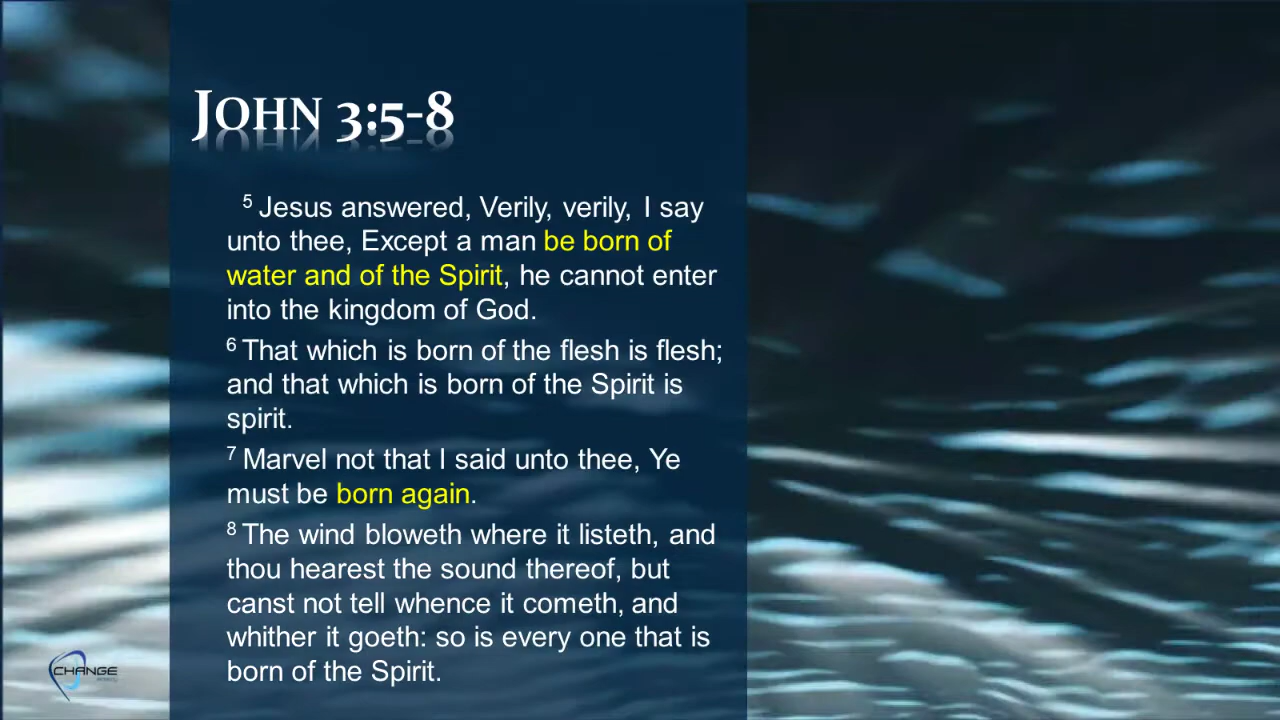 JOHN 3:5-8
5 Jesus answered, Verily, verily, I say
unto thee, Except a man be born of
water and of the Spirit, he cannot enter
into the kingdom of God.
6 That which is born of the flesh is flesh;
and that which is born of the Spirit is
spirit.
7 Marvel not that I said unto thee, Ye
must be born again.
8 The wind bloweth where it listeth, and
thou hearest the sound thereof, but
canst not tell whence it cometh, and
whither it goeth: so is every one that is
born of the Spirit.
CHANGE